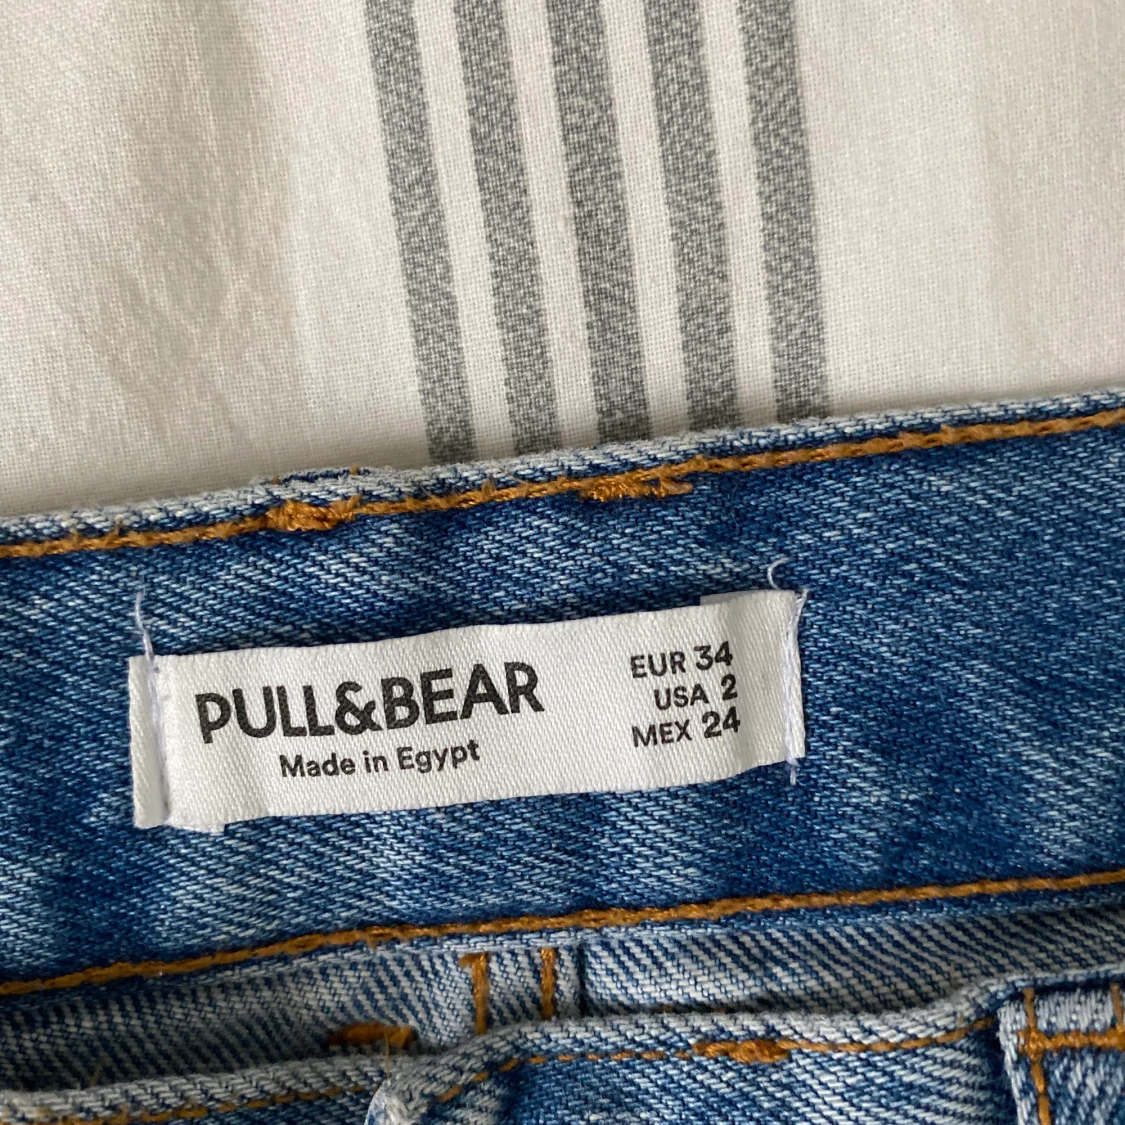 PULL&BEAR
Made in Egypt
EUR 34
USA 2
MEX 24